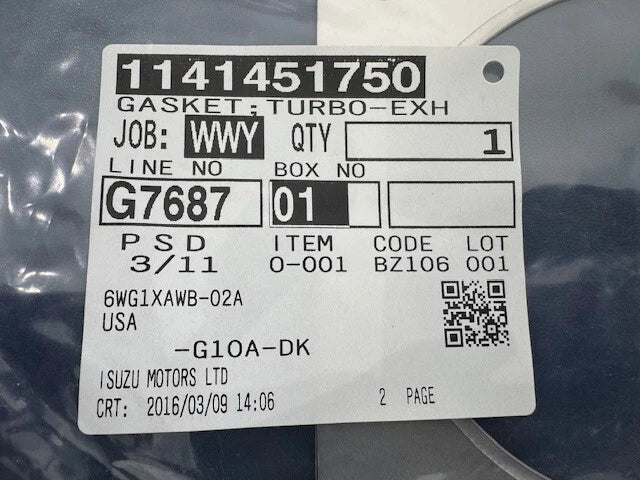 1141451750
GASKET;TURBO-EXH
JOB: WWY QTY 1
LINE NO BOX NO
G7687 01
PSD ITEM CODE LOT
3/11 0-001 BZ106 001
6WG1XAWB-02A
USA
-G10A-DK
ISUZU MOTORS LTD
CRT: 2016/03/09 14:06 2 PAGE